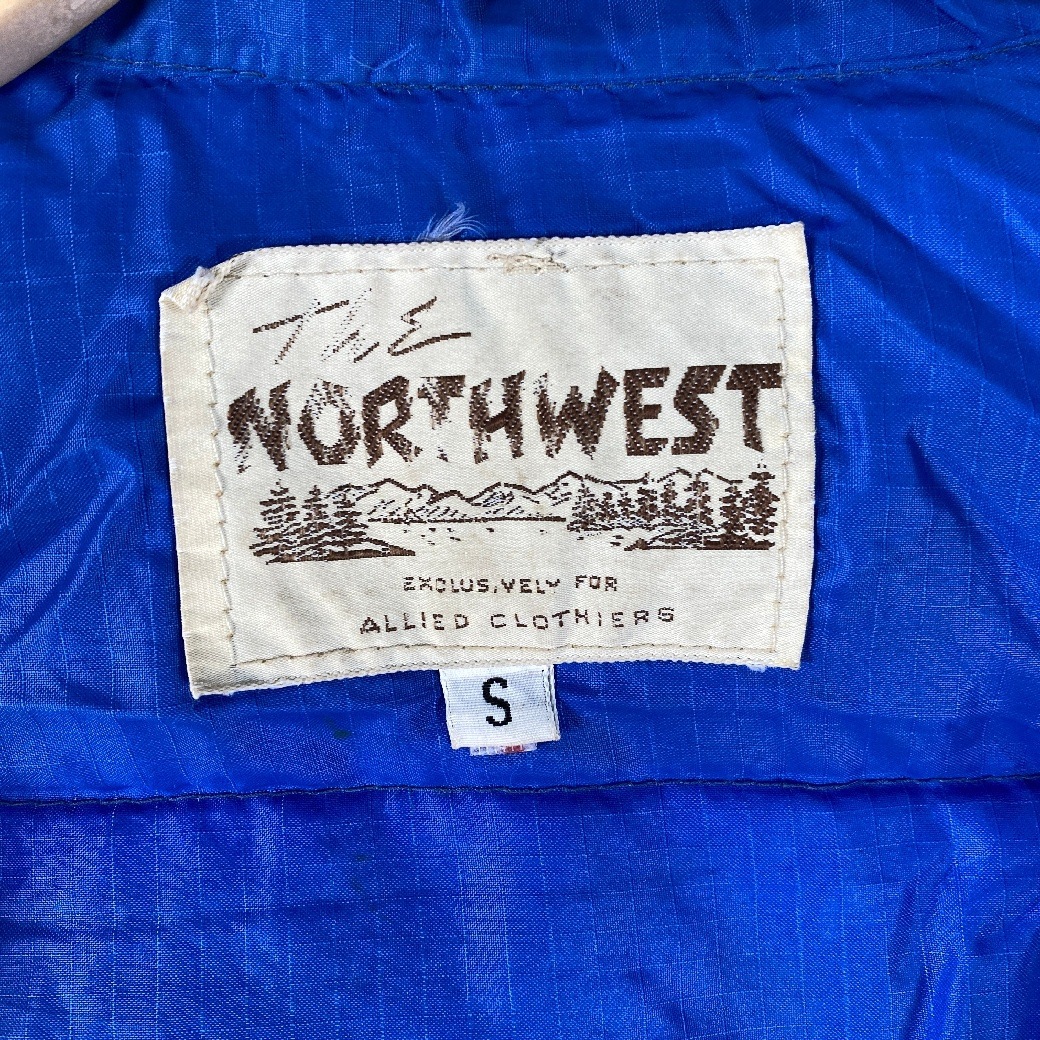 ThE
NORTHWEST
EXCLUSIVELY FOR
ALLIED CLOTHIERS
S